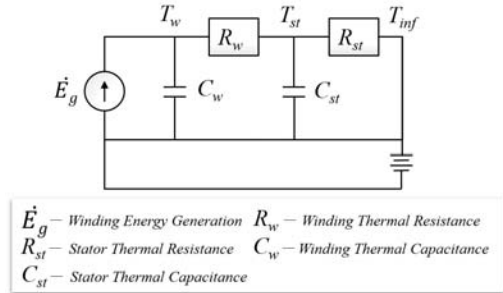 T_w T_st T_inf
R_w R_st
Ė_g C_w C_st
Ė_g – Winding Energy Generation R_w – Winding Thermal Resistance
R_st – Stator Thermal Resistance C_w – Winding Thermal Capacitance
C_st – Stator Thermal Capacitance